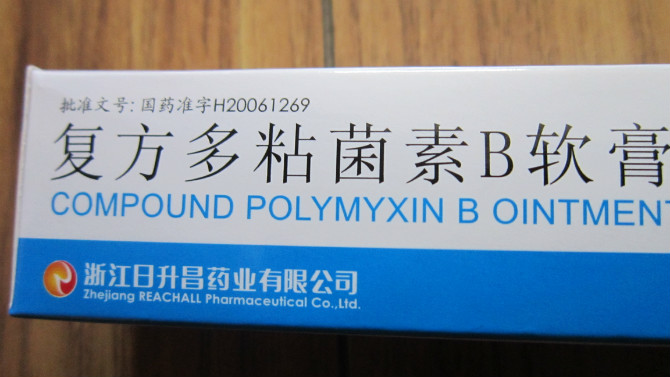 批准文号: 国药准字H20061269
复方多粘菌素B软膏
COMPOUND POLYMYXIN B OINTMENT
浙江日升昌药业有限公司
Zhejiang REACHALL Pharmaceutical Co.,Ltd.